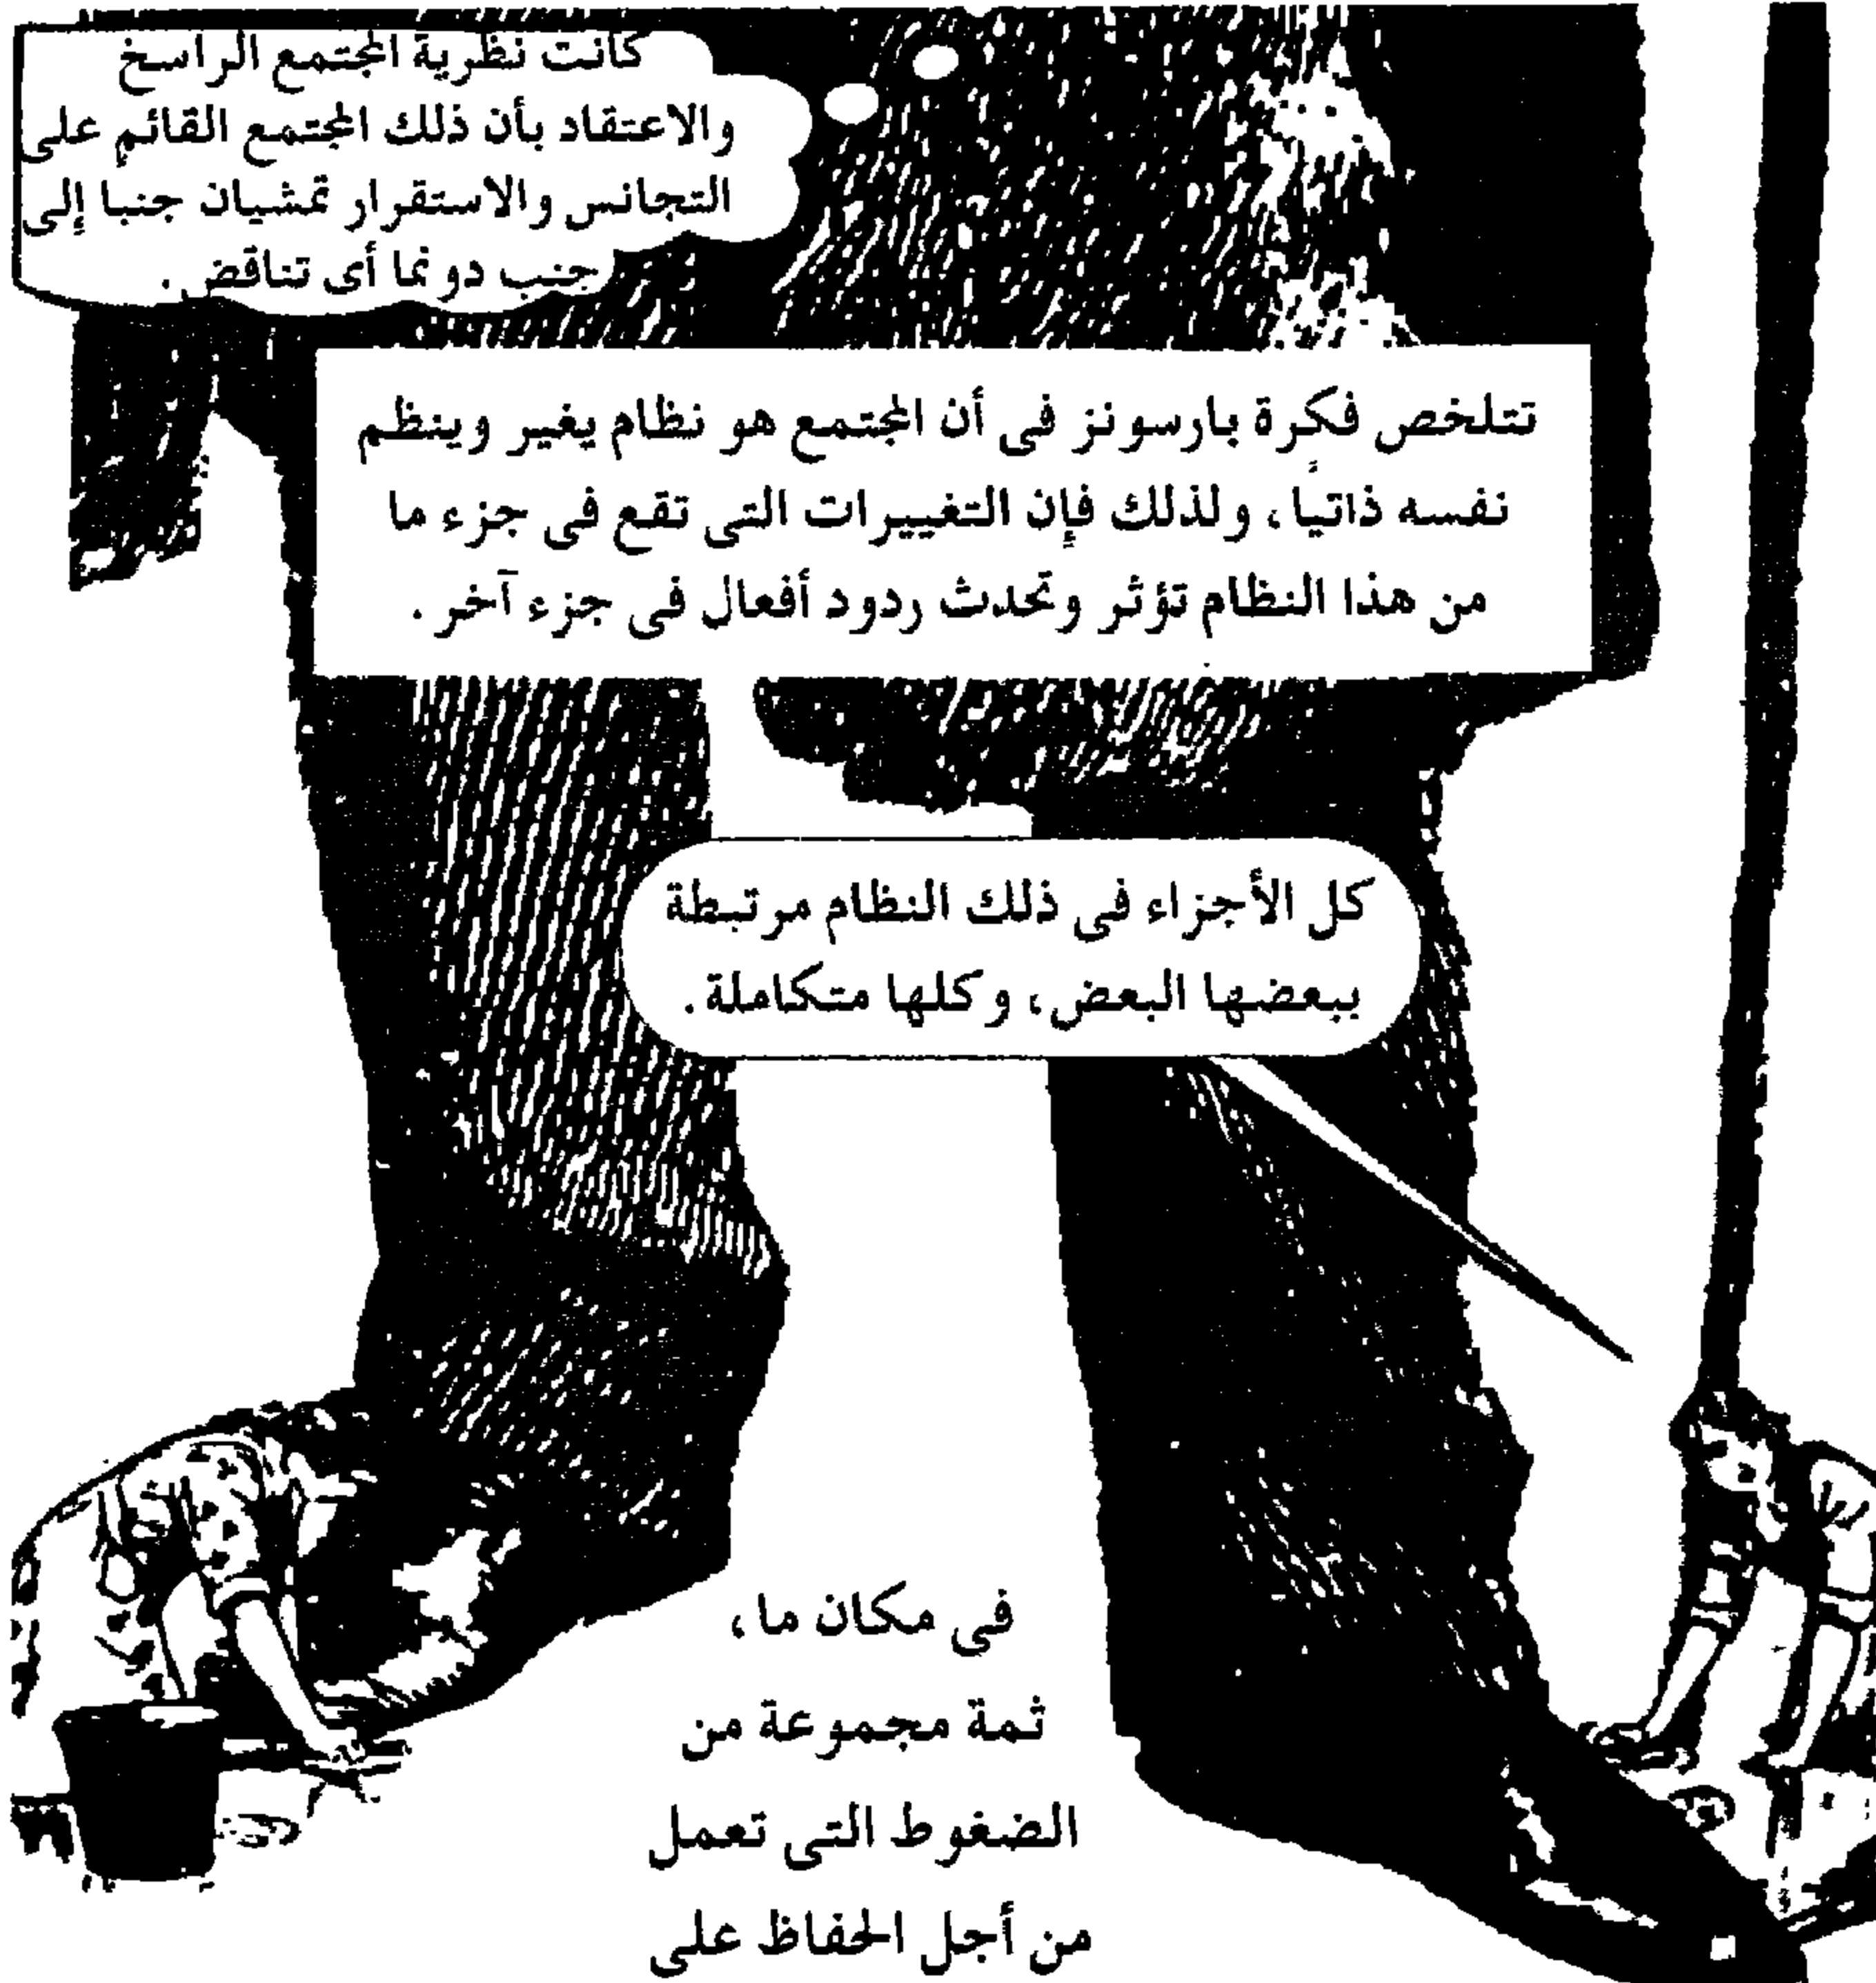 كانت نظرية المجتمع الراسخ
والاعتقاد بأن ذلك المجتمع القائم على
التجانس والاستقرار تمشيان جنبا إلى
جنب دونما أى تناقض .
تتلخص فكرة بارسونز فى أن المجتمع هو نظام يغير وينظم
نفسه ذاتيًا، ولذلك فإن التغييرات التى تقع فى جزء ما
من هذا النظام تؤثر وتحدث ردود أفعال فى جزء آخر .
كل الأجزاء فى ذلك النظام مرتبطة
ببعضها البعض، وكلها متكاملة .
فى مكان ما،
ثمة مجموعة من
الضغوط التى تعمل
من أجل الحفاظ على